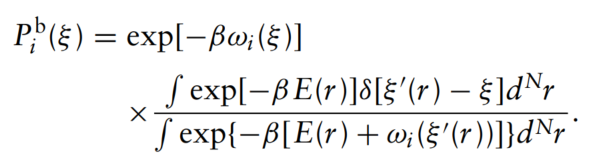 P_i^b(ξ) = exp[−βω_i(ξ)]
× ∫ exp[−βE(r)]δ[ξ′(r) − ξ]d^N r / ∫ exp{−β[E(r) + ω_i(ξ′(r))]}d^N r .